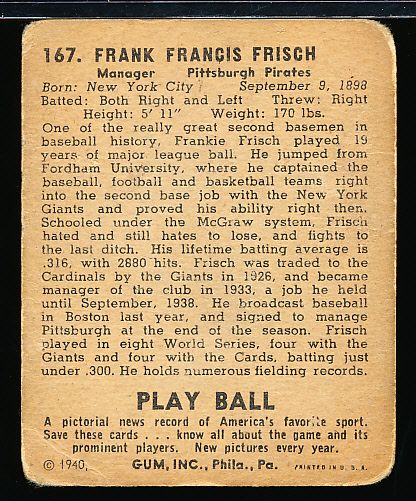 167. FRANK FRANCIS FRISCH
Manager Pittsburgh Pirates
Born: New York City September 9, 1898
Batted: Both Right and Left Threw: Right
Height: 5' 11" Weight: 170 lbs.
One of the really great second basemen in
baseball history, Frankie Frisch played 19
years of major league ball. He jumped from
Fordham University, where he captained the
baseball, football and basketball teams right
into the second base job with the New York
Giants and proved his ability right then.
Schooled under the McGraw system, Frisch
hated and still hates to lose, and fights to
the last ditch. His lifetime batting average is
.316, with 2880 hits. Frisch was traded to the
Cardinals by the Giants in 1926, and became
manager of the club in 1933, a job he held
until September, 1938. He broadcast baseball
in Boston last year, and signed to manage
Pittsburgh at the end of the season. Frisch
played in eight World Series, four with the
Giants and four with the Cards, batting just
under .300. He holds numerous fielding records.
PLAY BALL
A pictorial news record of America's favorite sport.
Save these cards . . . know all about the game and its
prominent players. New pictures every year.
© 1940, GUM, INC., Phila., Pa. PRINTED IN U.S.A.